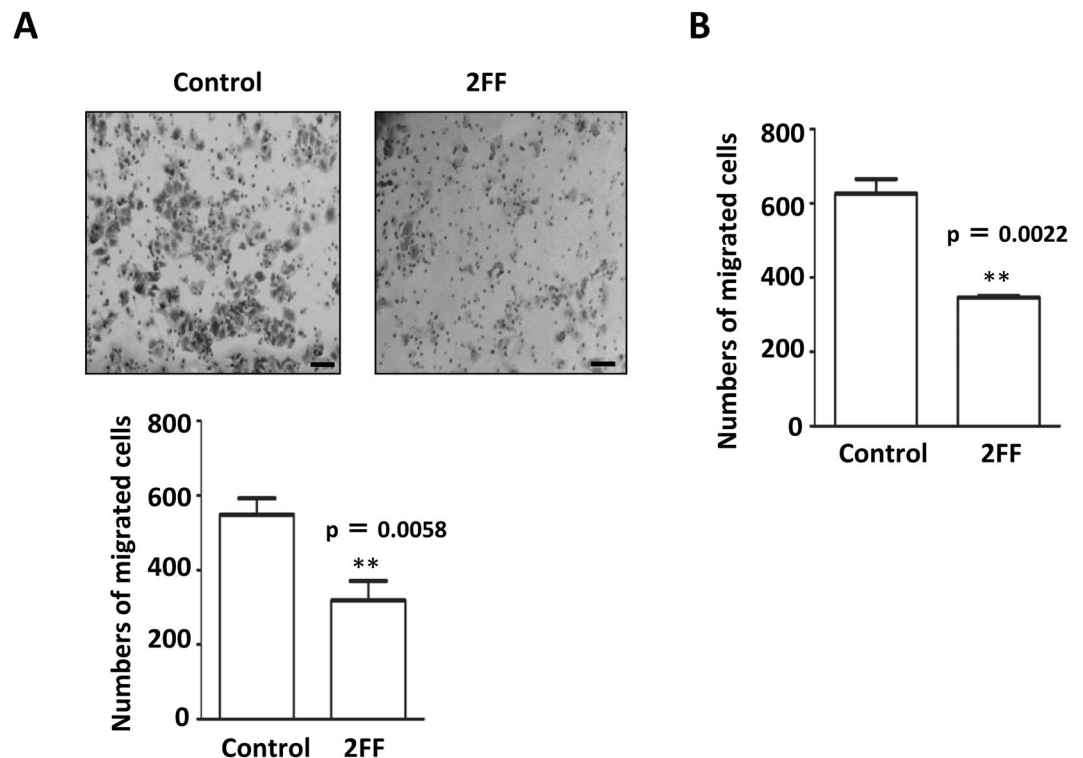 A
Control
2FF
Numbers of migrated cells
800
600
400
200
0
p = 0.0058
**
Control
2FF
B
Numbers of migrated cells
800
600
400
200
0
p = 0.0022
**
Control
2FF